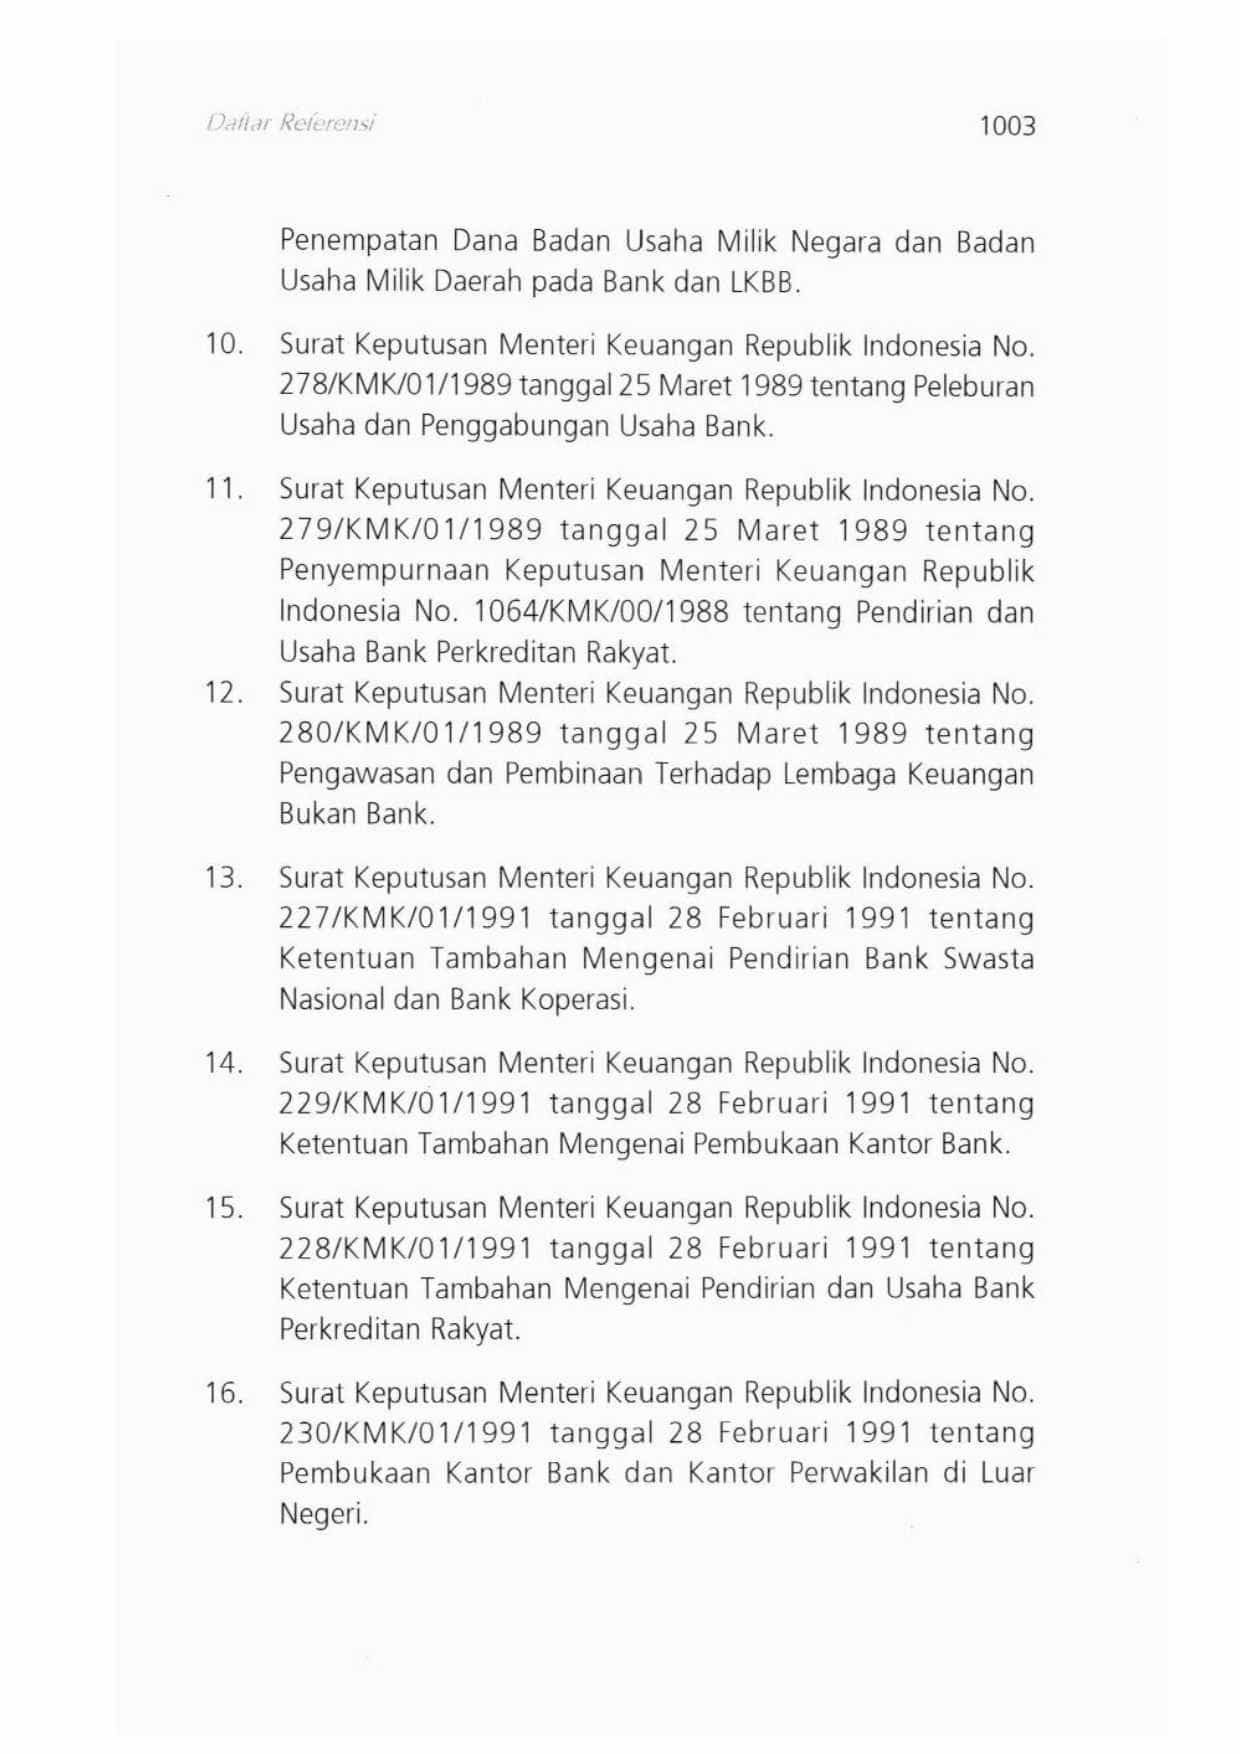 Daftar Referensi 1003
Penempatan Dana Badan Usaha Milik Negara dan Badan
Usaha Milik Daerah pada Bank dan LKBB.
10. Surat Keputusan Menteri Keuangan Republik Indonesia No.
278/KMK/01/1989 tanggal 25 Maret 1989 tentang Peleburan
Usaha dan Penggabungan Usaha Bank.
11. Surat Keputusan Menteri Keuangan Republik Indonesia No.
279/KMK/01/1989 tanggal 25 Maret 1989 tentang
Penyempurnaan Keputusan Menteri Keuangan Republik
Indonesia No. 1064/KMK/00/1988 tentang Pendirian dan
Usaha Bank Perkreditan Rakyat.
12. Surat Keputusan Menteri Keuangan Republik Indonesia No.
280/KMK/01/1989 tanggal 25 Maret 1989 tentang
Pengawasan dan Pembinaan Terhadap Lembaga Keuangan
Bukan Bank.
13. Surat Keputusan Menteri Keuangan Republik Indonesia No.
227/KMK/01/1991 tanggal 28 Februari 1991 tentang
Ketentuan Tambahan Mengenai Pendirian Bank Swasta
Nasional dan Bank Koperasi.
14. Surat Keputusan Menteri Keuangan Republik Indonesia No.
229/KMK/01/1991 tanggal 28 Februari 1991 tentang
Ketentuan Tambahan Mengenai Pembukaan Kantor Bank.
15. Surat Keputusan Menteri Keuangan Republik Indonesia No.
228/KMK/01/1991 tanggal 28 Februari 1991 tentang
Ketentuan Tambahan Mengenai Pendirian dan Usaha Bank
Perkreditan Rakyat.
16. Surat Keputusan Menteri Keuangan Republik Indonesia No.
230/KMK/01/1991 tanggal 28 Februari 1991 tentang
Pembukaan Kantor Bank dan Kantor Perwakilan di Luar
Negeri.